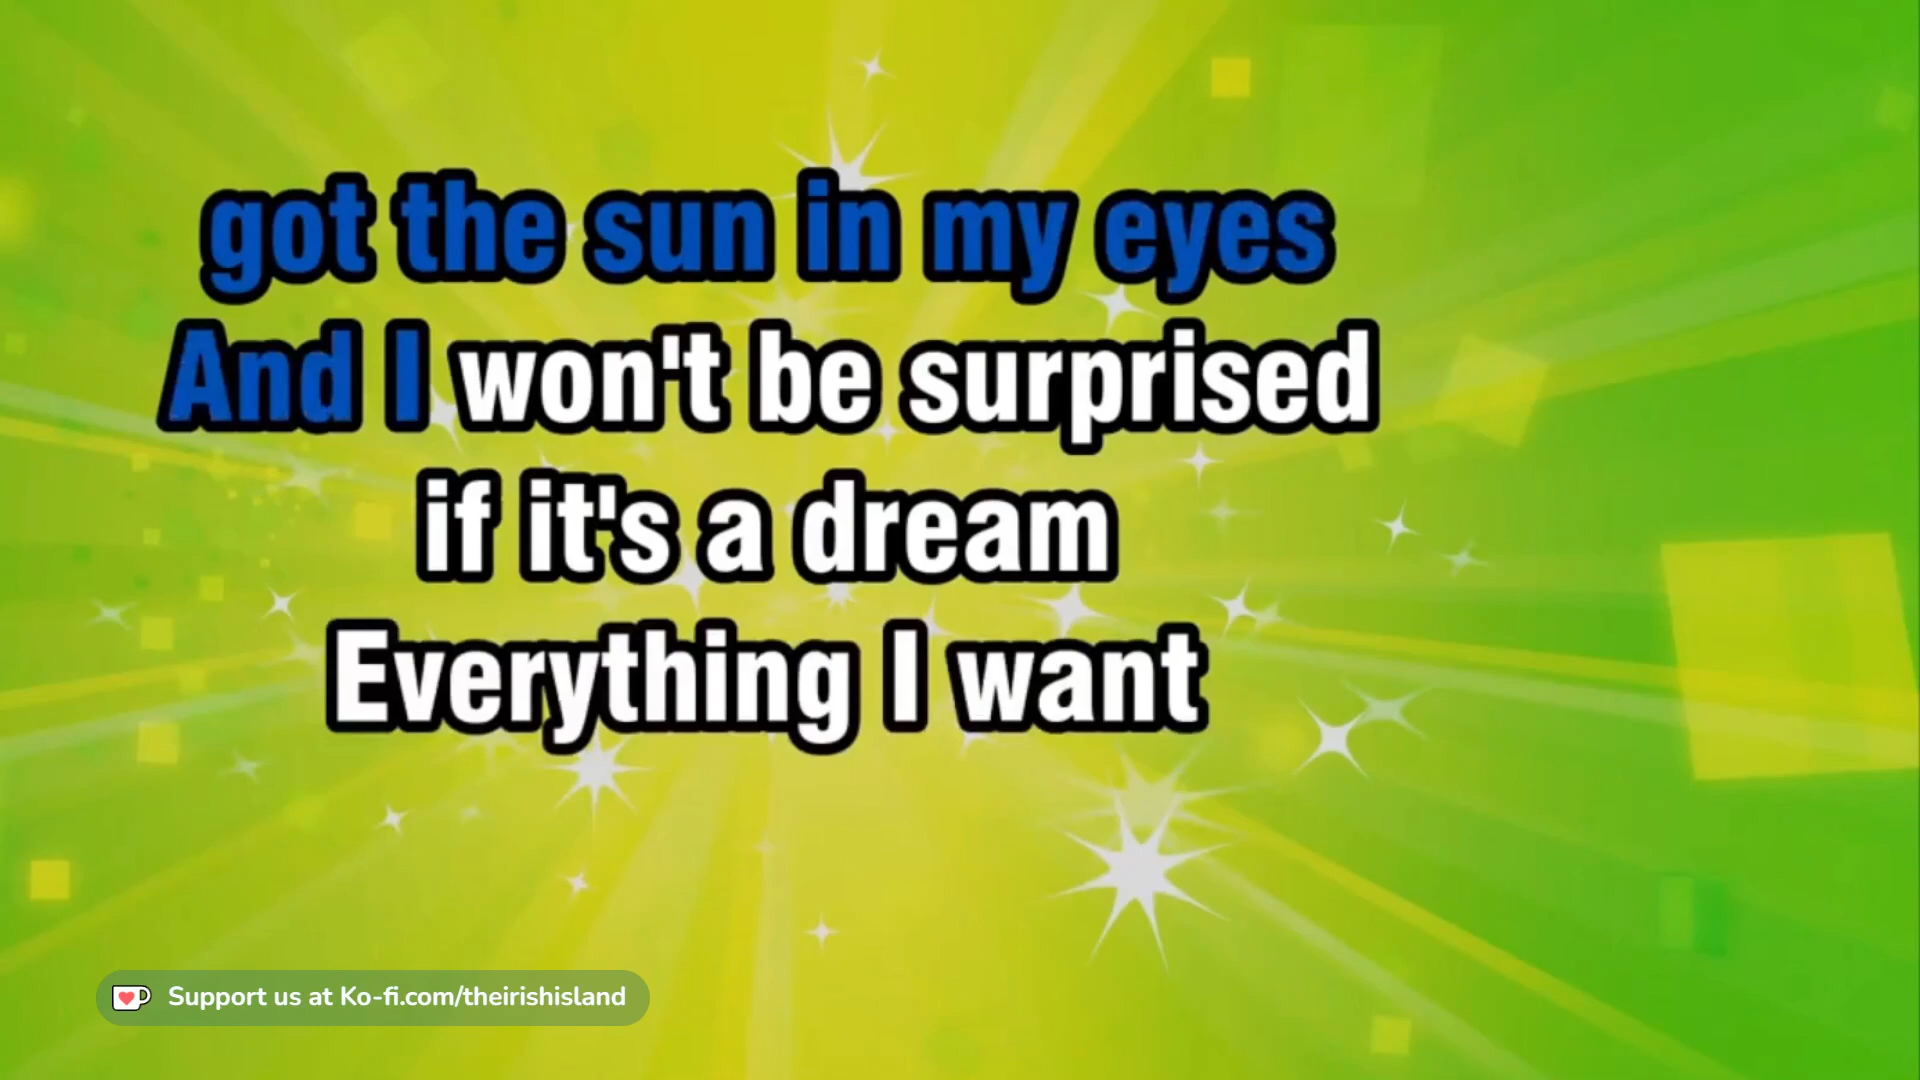 got the sun in my eyes
And I won't be surprised
if it's a dream
Everything I want
Support us at Ko-fi.com/theirishisland